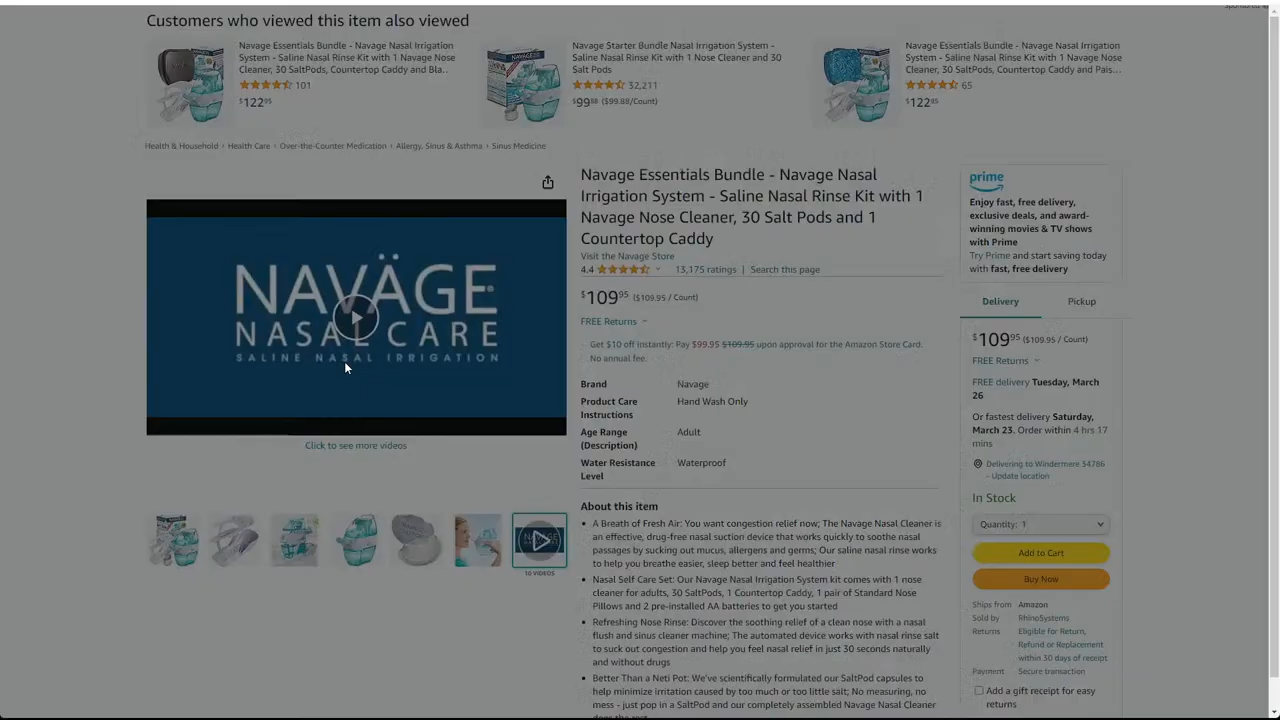 Customers who viewed this item also viewed
Navage Essentials Bundle - Navage Nasal
Irrigation System - Saline Nasal Rinse Kit with 1 Navage Nose
Cleaner, 30 SaltPods, Countertop Caddy and Bla...
101
$122⁹⁵
Navage Starter Bundle Nasal Irrigation System -
Saline Nasal Rinse Kit with 1 Nose Cleaner and 30
Salt Pods
32,211
$99⁸⁸ ($99.88/Count)
Navage Essentials Bundle - Navage Nasal Irrigation
System - Saline Nasal Rinse Kit with 1 Navage Nose
Cleaner, 30 SaltPods, Countertop Caddy and Pais...
65
$122⁹⁵
Health & Household › Health Care › Over-the-Counter Medication › Allergy, Sinus & Asthma › Sinus Medicine
NAVÄGE®
NASAL CARE
SALINE NASAL IRRIGATION
Click to see more videos
10 VIDEOS
Navage Essentials Bundle - Navage Nasal
Irrigation System - Saline Nasal Rinse Kit with 1
Navage Nose Cleaner, 30 Salt Pods and 1
Countertop Caddy
Visit the Navage Store
4.4 13,175 ratings | Search this page
$109⁹⁵ ($109.95 / Count)
FREE Returns
Get $10 off instantly: Pay $99.95 $109.95 upon approval for the Amazon Store Card.
No annual fee.
Brand Navage
Product Care Hand Wash Only
Instructions
Age Range Adult
(Description)
Water Resistance Waterproof
Level
About this item
• A Breath of Fresh Air: You want congestion relief now; The Navage Nasal Cleaner is
an effective, drug-free nasal suction device that works quickly to soothe nasal
passages by sucking out mucus, allergens and germs; Our saline nasal rinse works
to help you breathe easier, sleep better and feel healthier
• Nasal Self Care Set: Our Navage Nasal Irrigation System kit comes with 1 nose
cleaner for adults, 30 SaltPods, 1 Countertop Caddy, 1 pair of Standard Nose
Pillows and 2 pre-installed AA batteries to get you started
• Refreshing Nose Rinse: Discover the soothing relief of a clean nose with a nasal
flush and sinus cleaner machine; The automated device works with nasal rinse salt
to suck out congestion and help you feel nasal relief in just 30 seconds naturally
and without drugs
• Better Than a Neti Pot: We've scientifically formulated our SaltPod capsules to
help minimize irritation caused by too much or too little salt; No measuring, no
mess - just pop in a SaltPod and our completely assembled Navage Nasal Cleaner
does the rest
prime
Enjoy fast, free delivery,
exclusive deals, and award-
winning movies & TV shows
with Prime
Try Prime and start saving today
with fast, free delivery
Delivery Pickup
$109⁹⁵ ($109.95 / Count)
FREE Returns
FREE delivery Tuesday, March
26
Or fastest delivery Saturday,
March 23. Order within 4 hrs 17
mins
Delivering to Windermere 34786
- Update location
In Stock
Quantity: 1
Add to Cart
Buy Now
Ships from Amazon
Sold by RhinoSystems
Returns Eligible for Return,
Refund or Replacement
within 30 days of receipt
Payment Secure transaction
Add a gift receipt for easy
returns